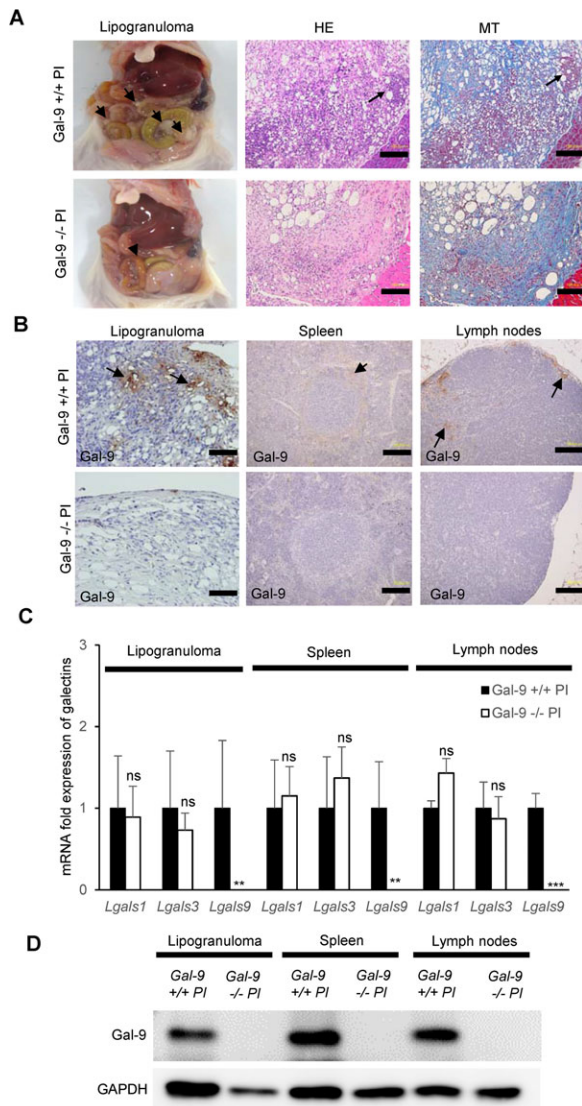 A
Lipogranuloma HE MT
Gal-9 +/+ PI
Gal-9 -/- PI
B
Lipogranuloma Spleen Lymph nodes
Gal-9 +/+ PI
Gal-9 Gal-9 Gal-9
Gal-9 -/- PI
Gal-9 Gal-9 Gal-9
C
Lipogranuloma Spleen Lymph nodes
mRNA fold expression of galectins
3
2
1
0
Gal-9 +/+ PI
Gal-9 -/- PI
ns ns ** ns ns ** ns ns ***
Lgals1 Lgals3 Lgals9 Lgals1 Lgals3 Lgals9 Lgals1 Lgals3 Lgals9
D
Lipogranuloma Spleen Lymph nodes
Gal-9 Gal-9 Gal-9 Gal-9 Gal-9 Gal-9
+/+ PI -/- PI +/+ PI -/- PI +/+ PI -/- PI
Gal-9
GAPDH